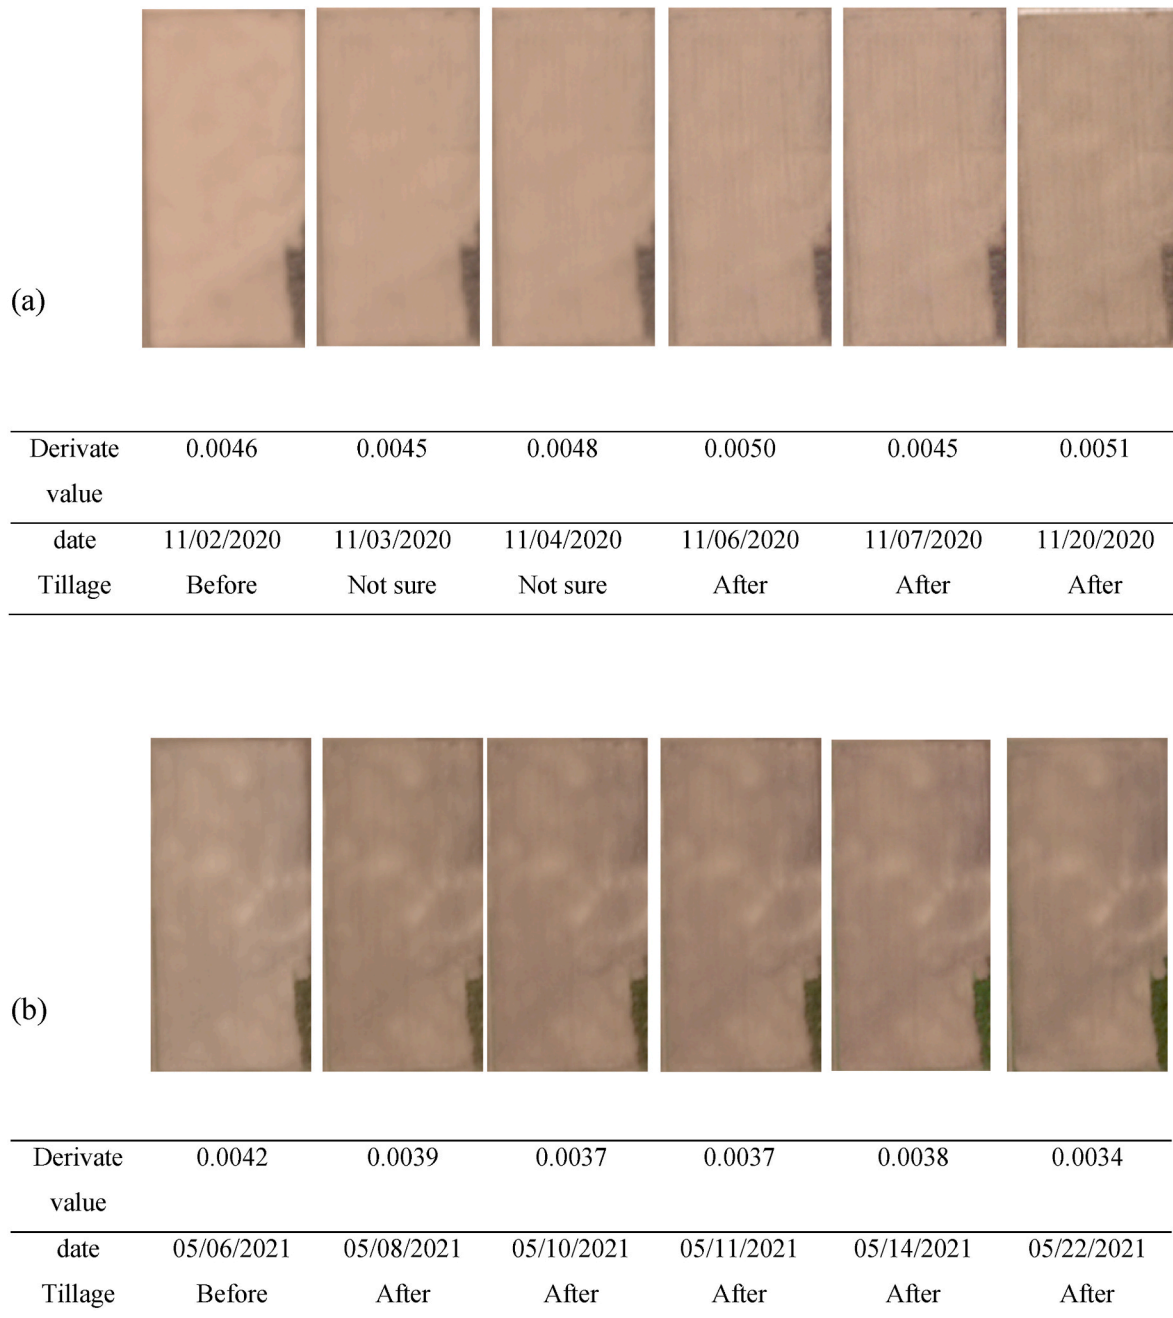 (a)
Derivate value 0.0046 0.0045 0.0048 0.0050 0.0045 0.0051
date 11/02/2020 11/03/2020 11/04/2020 11/06/2020 11/07/2020 11/20/2020
Tillage Before Not sure Not sure After After After
(b)
Derivate value 0.0042 0.0039 0.0037 0.0037 0.0038 0.0034
date 05/06/2021 05/08/2021 05/10/2021 05/11/2021 05/14/2021 05/22/2021
Tillage Before After After After After After